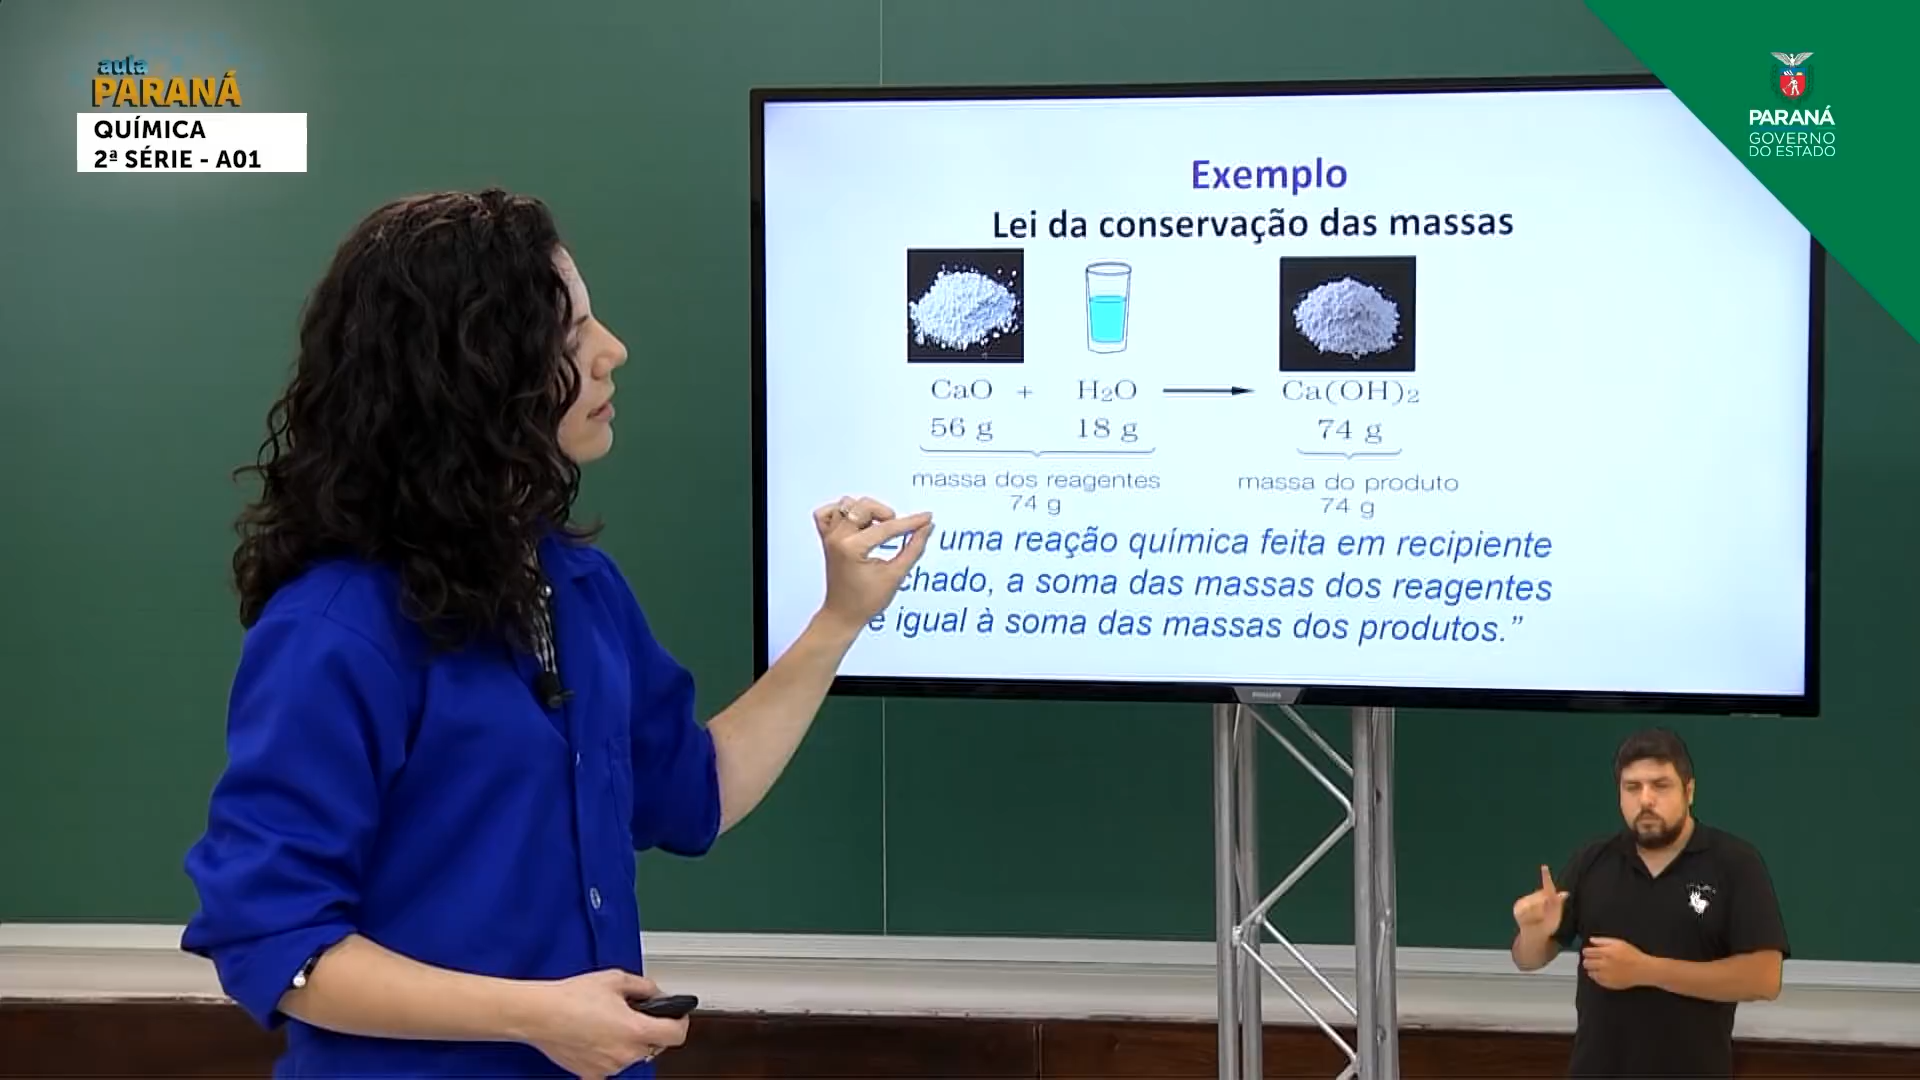 aula
PARANÁ
QUÍMICA
2ª SÉRIE - A01
PARANÁ
GOVERNO
DO ESTADO
Exemplo
Lei da conservação das massas
CaO + H₂O → Ca(OH)₂
56 g 18 g 74 g
massa dos reagentes massa do produto
74 g 74 g
uma reação química feita em recipiente
chado, a soma das massas dos reagentes
é igual à soma das massas dos produtos.”
PHILIPS